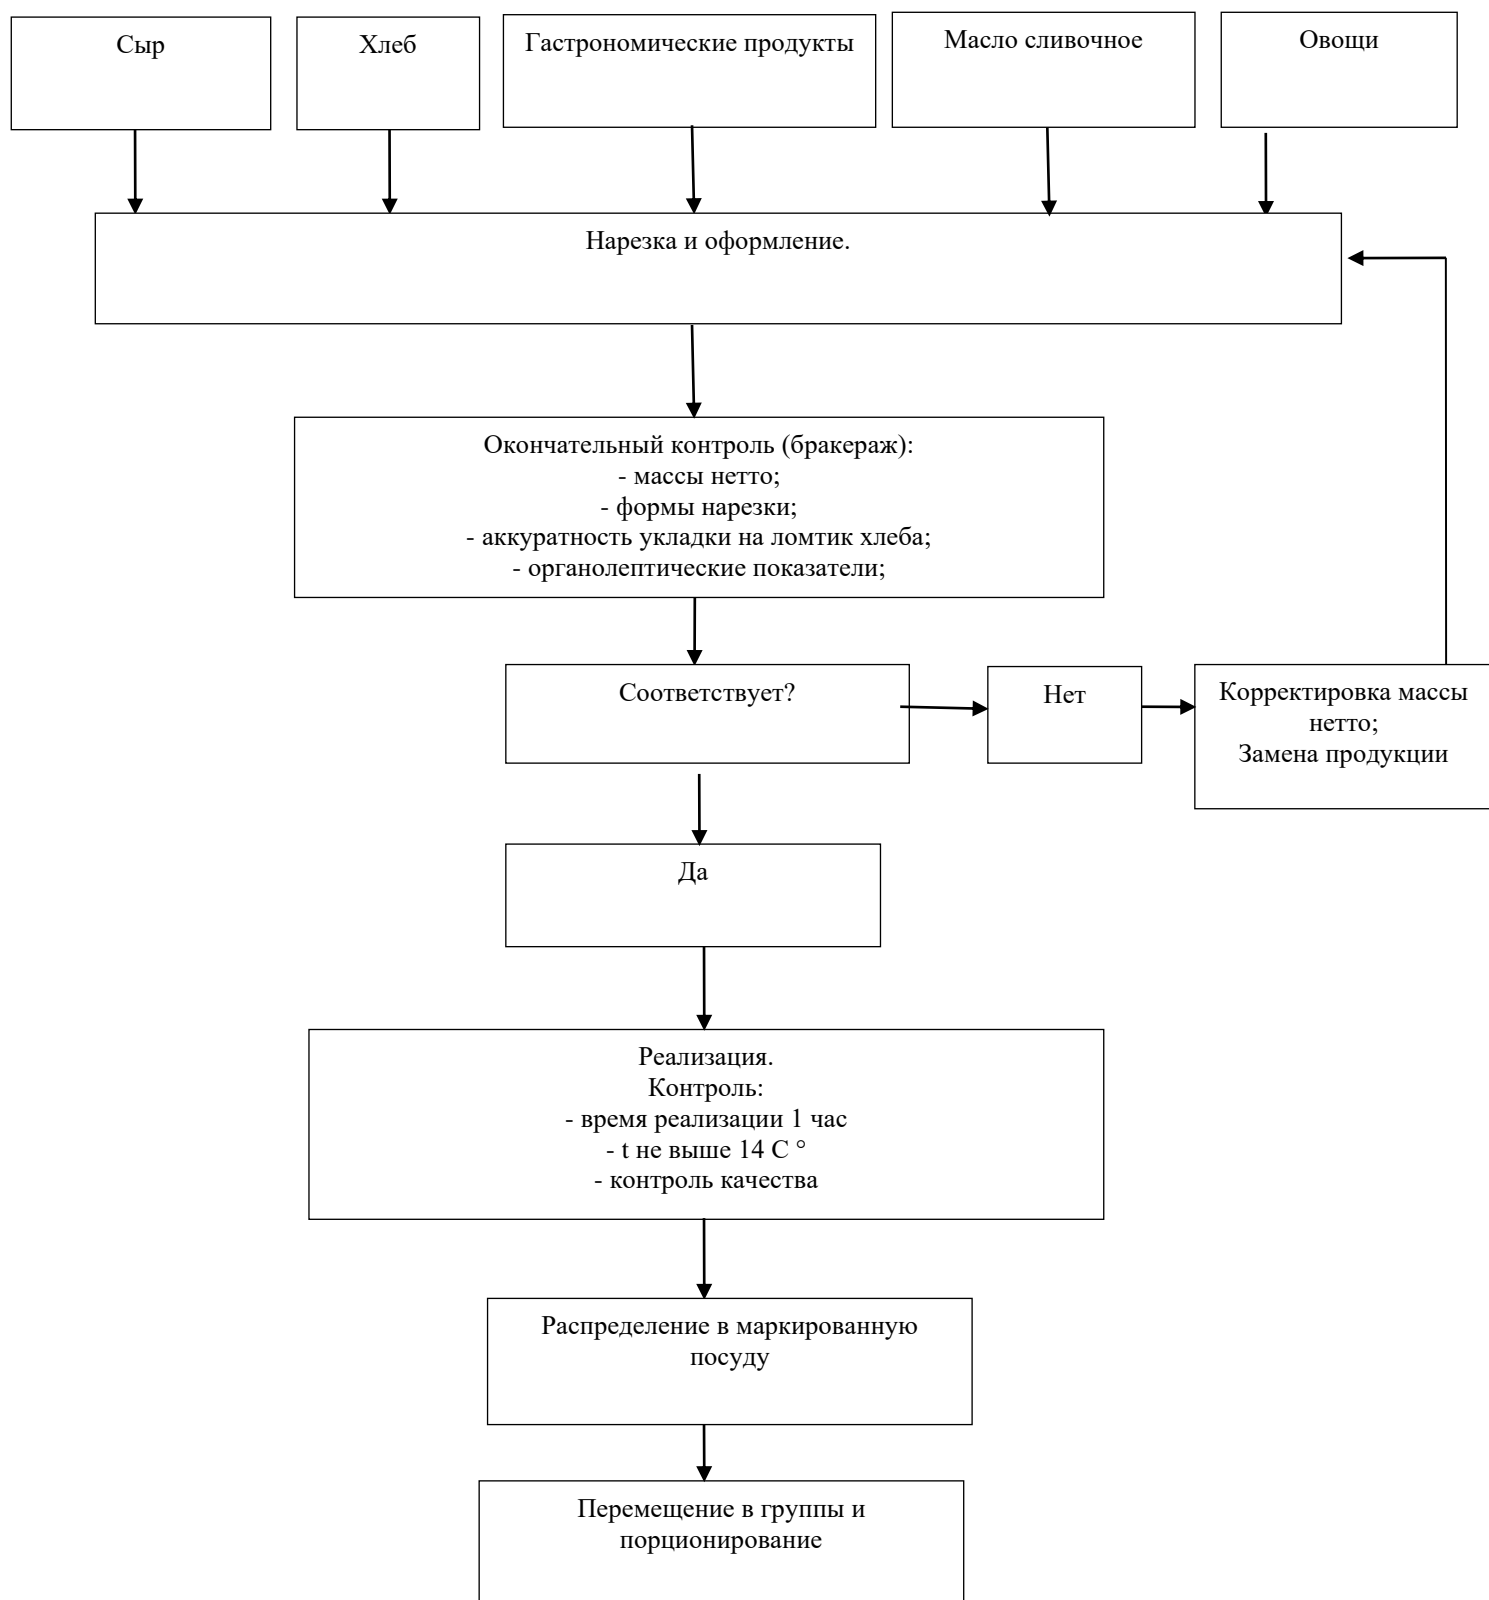 Сыр
Хлеб
Гастрономические продукты
Масло сливочное
Овощи
Нарезка и оформление.
Окончательный контроль (бракераж):
- массы нетто;
- формы нарезки;
- аккуратность укладки на ломтик хлеба;
- органолептические показатели;
Соответствует?
Нет
Корректировка массы
нетто;
Замена продукции
Да
Реализация.
Контроль:
- время реализации 1 час
- t не выше 14 С °
- контроль качества
Распределение в маркированную
посуду
Перемещение в группы и
порционирование